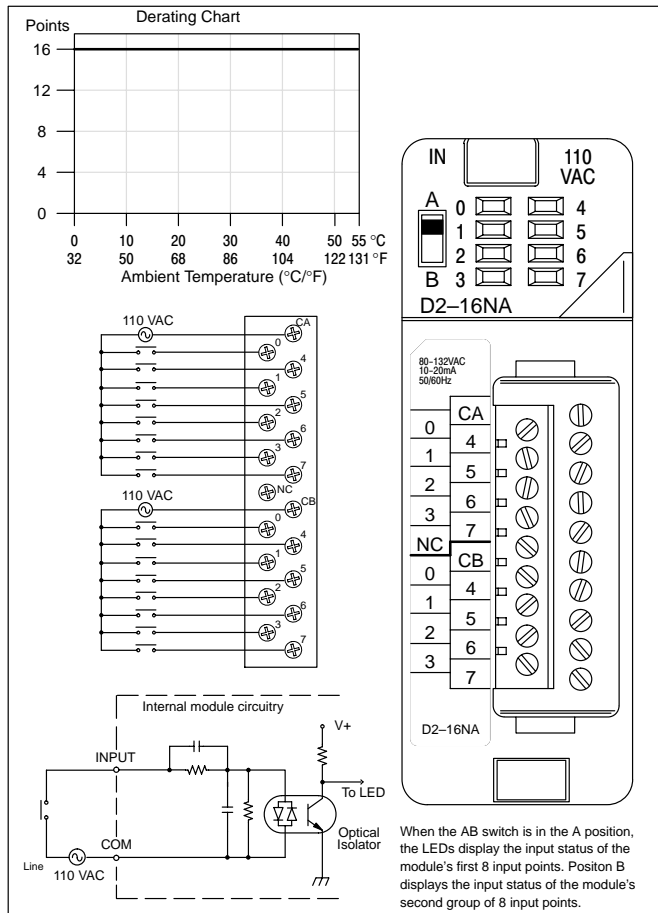 Derating Chart
Points
16
12
8
4
0
0 10 20 30 40 50 55 °C
32 50 68 86 104 122 131 °F
Ambient Temperature (°C/°F)
110 VAC
CA
0
4
1
5
2
6
3
7
NC
110 VAC
CB
0
4
1
5
2
6
3
7
Internal module circuitry
V+
INPUT
To LED
COM
Optical
Isolator
Line
110 VAC
IN
110
VAC
A
0 4
1 5
2 6
B 3 7
D2–16NA
80-132VAC
10-20mA
50/60Hz
CA
0
4
1
5
2
6
3
7
NC
CB
0
4
1
5
2
6
3
7
D2–16NA
When the AB switch is in the A position,
the LEDs display the input status of the
module's first 8 input points. Positon B
displays the input status of the module's
second group of 8 input points.